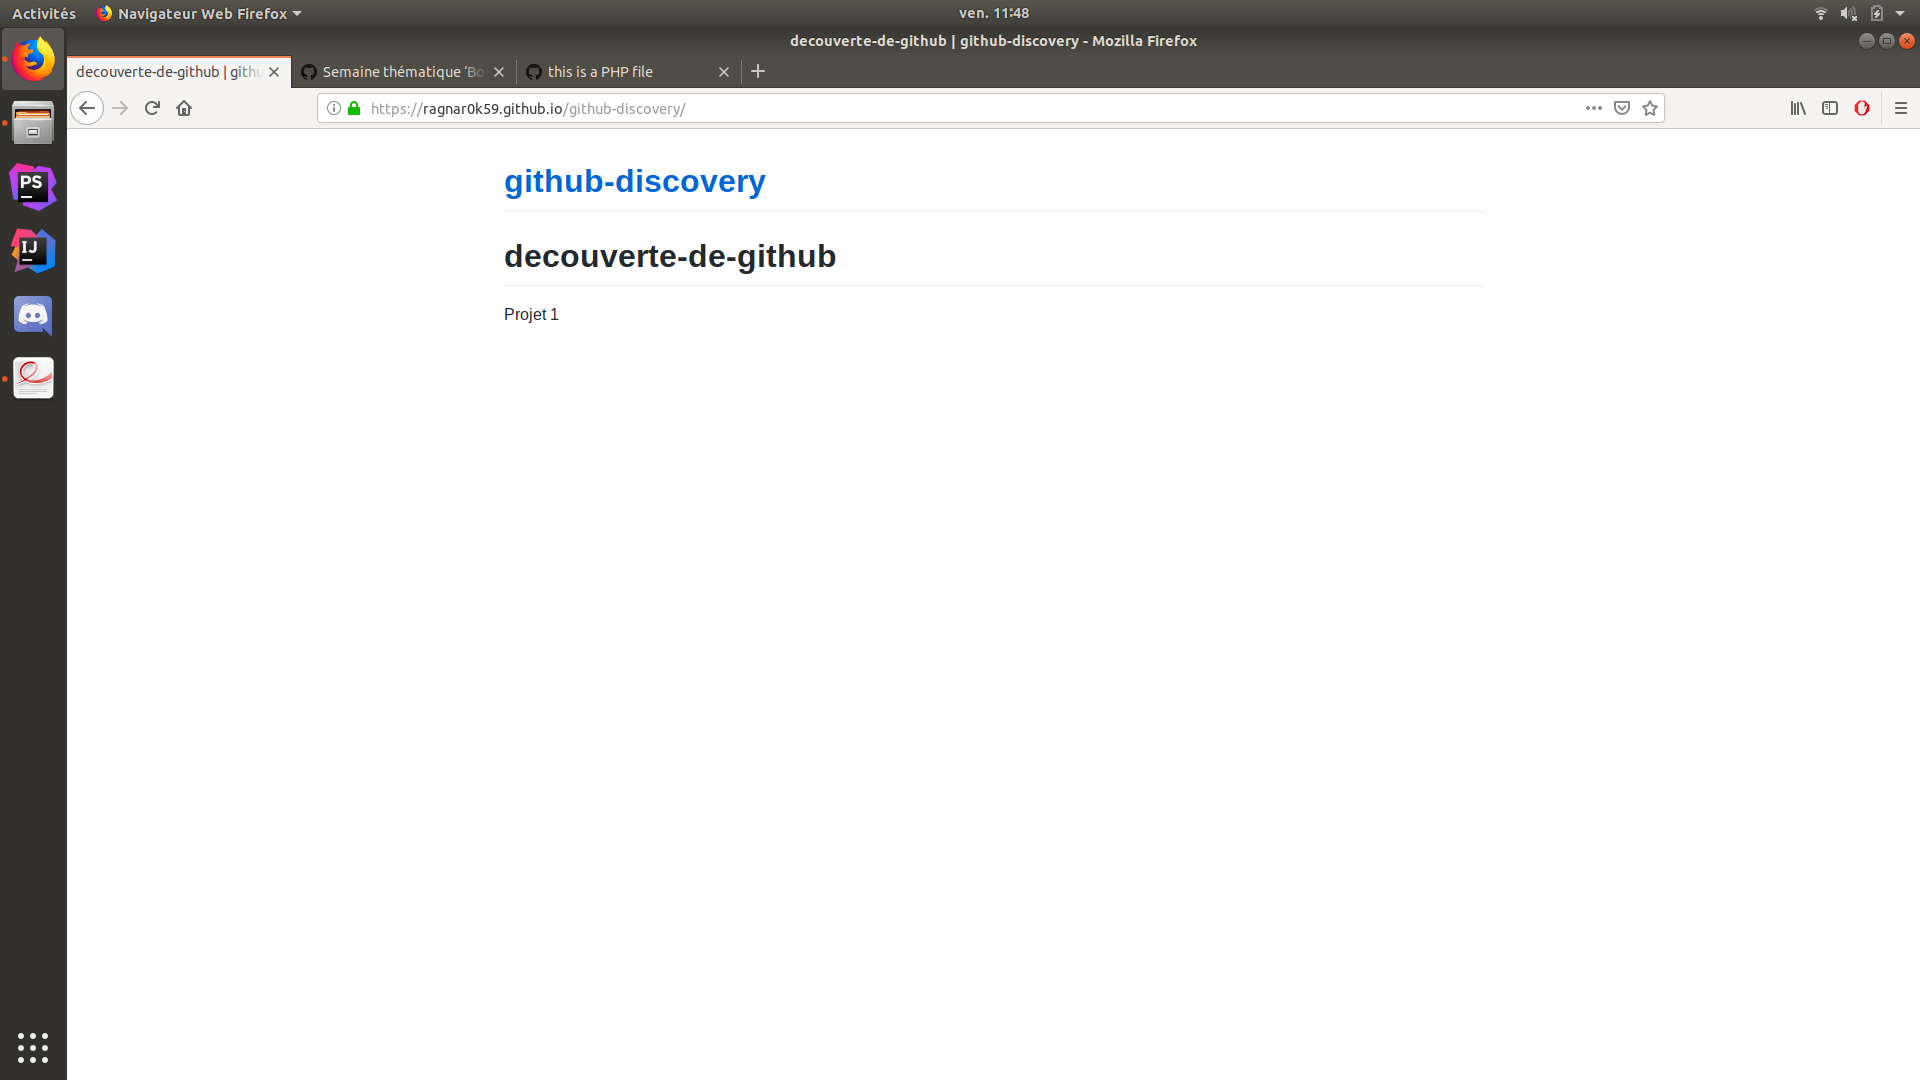 Activités Navigateur Web Firefox ven. 11:48
decouverte-de-github | github-discovery - Mozilla Firefox
decouverte-de-github | githu Semaine thématique ‘Bo this is a PHP file
https://ragnar0k59.github.io/github-discovery/
PS
IJ
github-discovery
decouverte-de-github
Projet 1